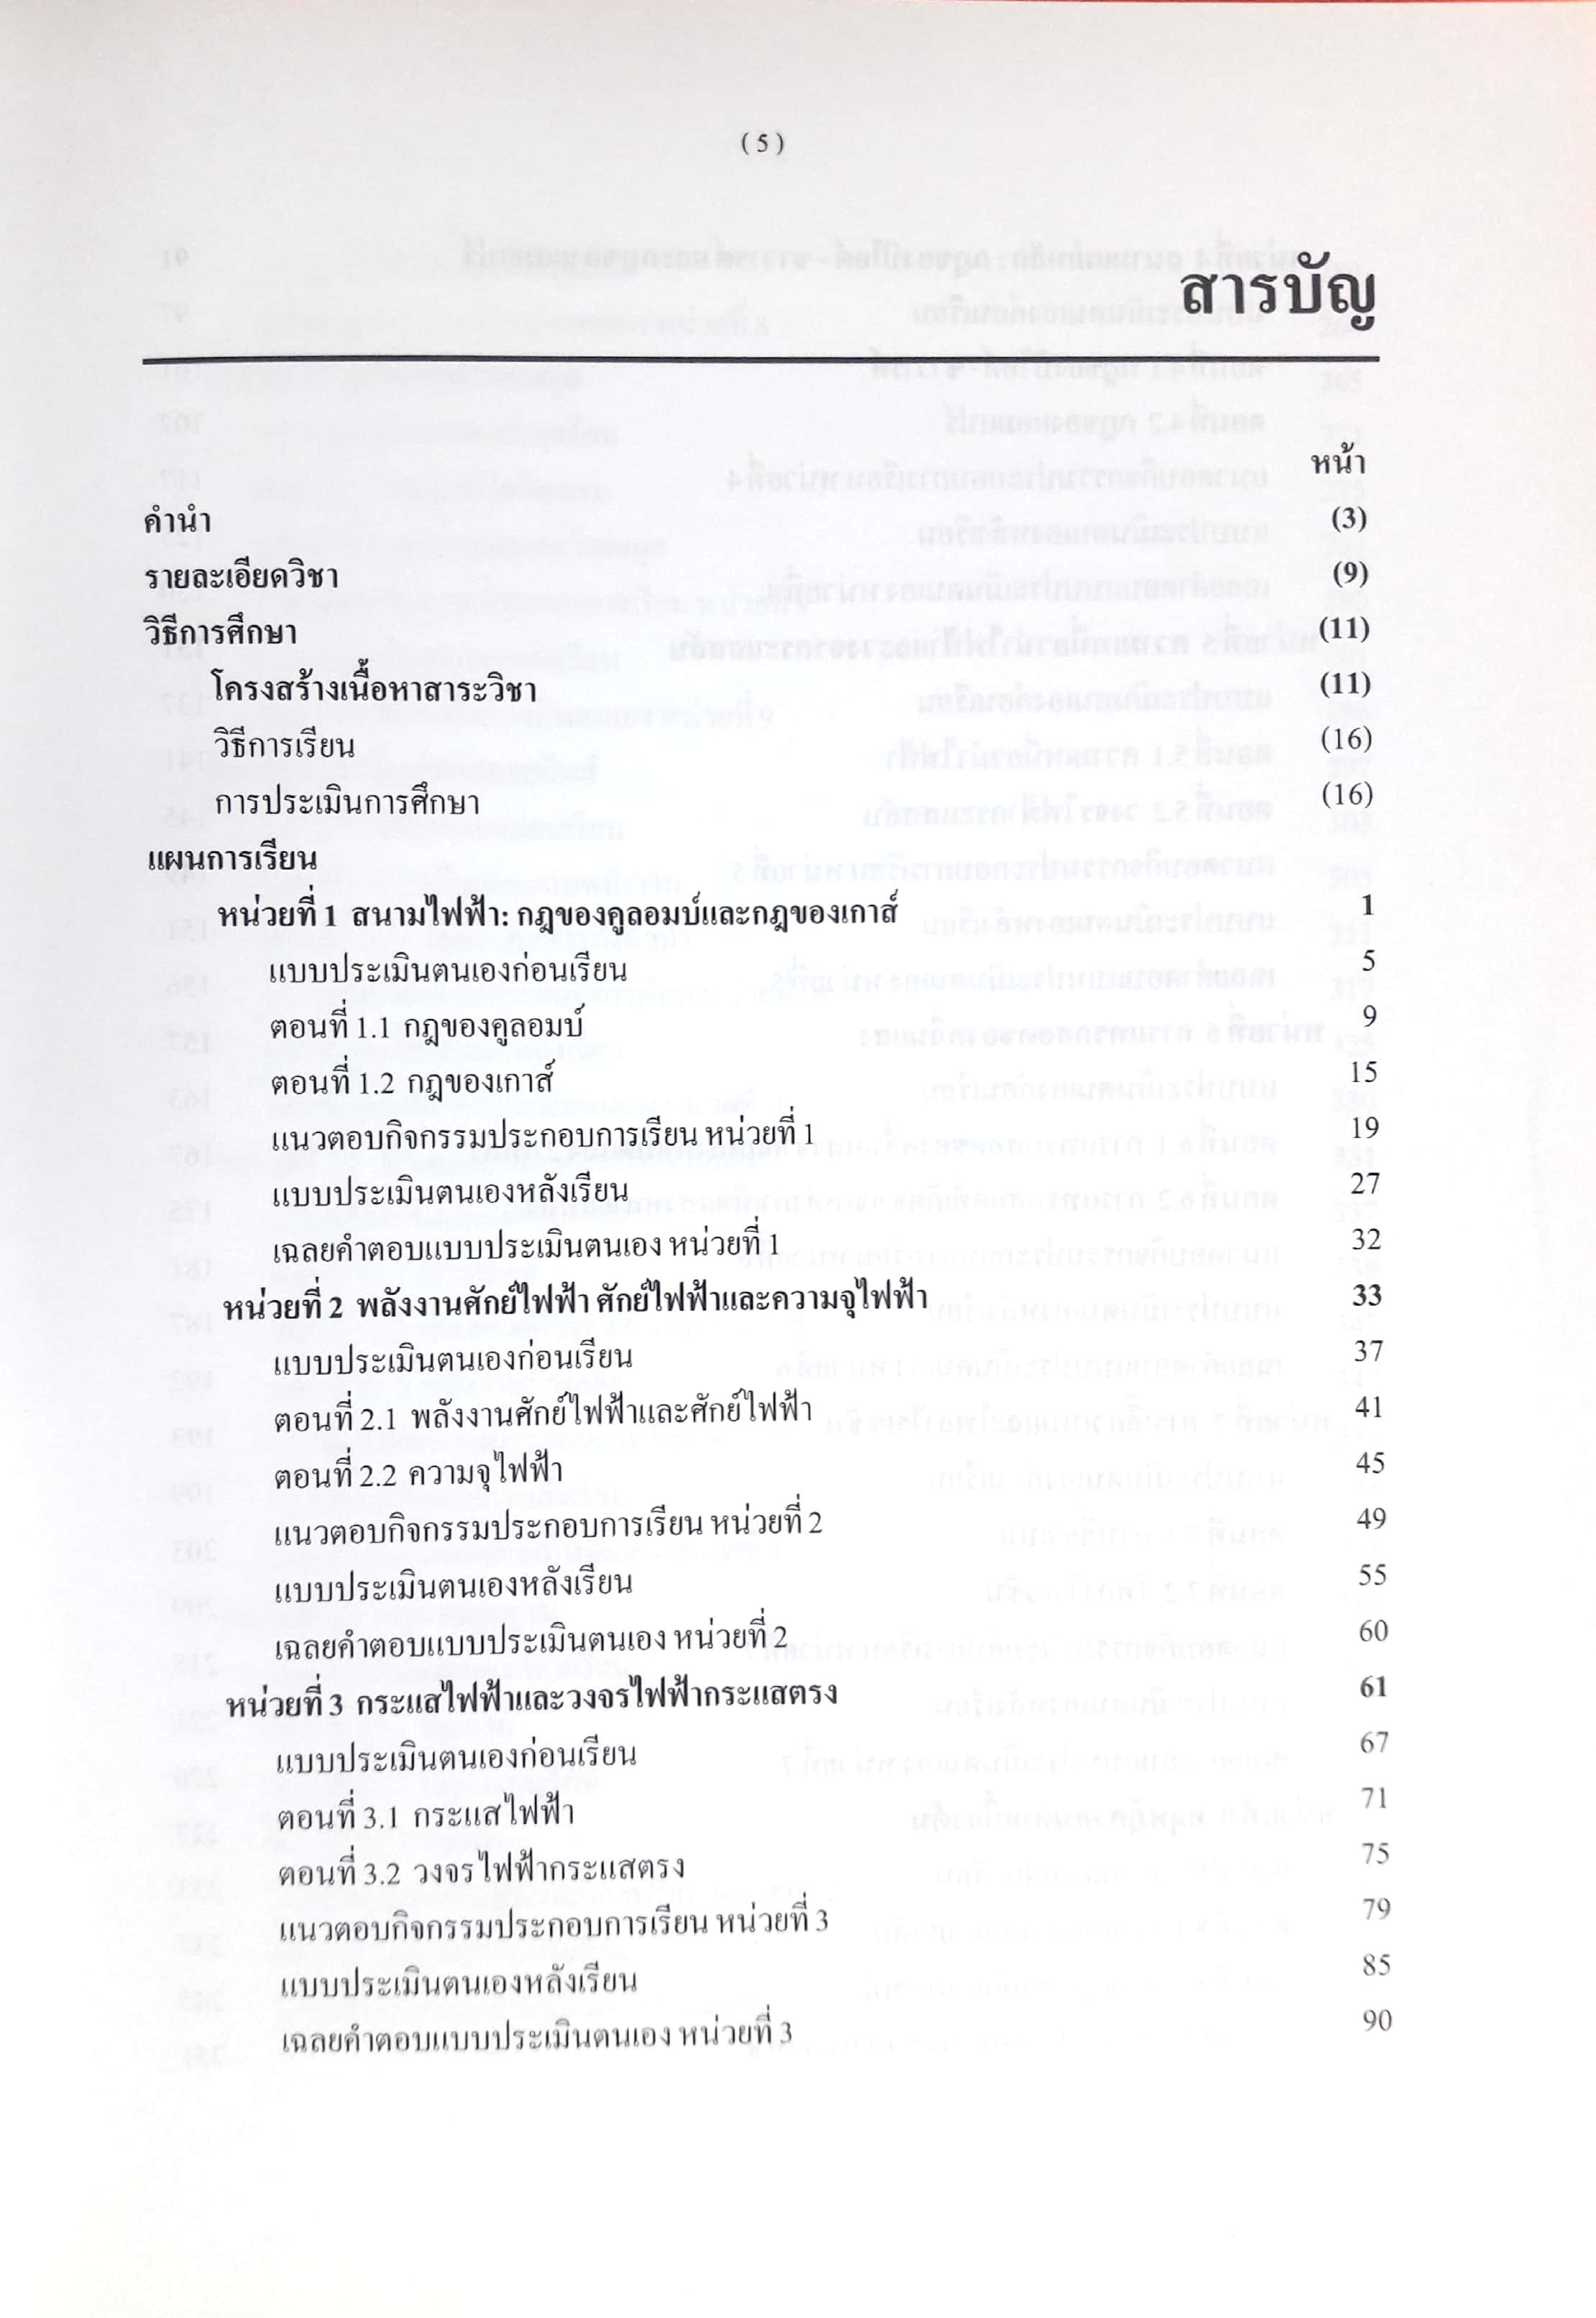 (5)
สารบัญ
หน้า
คำนำ (3)
รายละเอียดวิชา (9)
วิธีการศึกษา (11)
โครงสร้างเนื้อหาสาระวิชา (11)
วิธีการเรียน (16)
การประเมินการศึกษา (16)
แผนการเรียน
หน่วยที่ 1 สนามไฟฟ้า: กฎของคูลอมบ์และกฎของเกาส์ 1
แบบประเมินตนเองก่อนเรียน 5
ตอนที่ 1.1 กฎของคูลอมบ์ 9
ตอนที่ 1.2 กฎของเกาส์ 15
แนวตอบกิจกรรมประกอบการเรียน หน่วยที่ 1 19
แบบประเมินตนเองหลังเรียน 27
เฉลยคำตอบแบบประเมินตนเอง หน่วยที่ 1 32
หน่วยที่ 2 พลังงานศักย์ไฟฟ้า ศักย์ไฟฟ้าและความจุไฟฟ้า 33
แบบประเมินตนเองก่อนเรียน 37
ตอนที่ 2.1 พลังงานศักย์ไฟฟ้าและศักย์ไฟฟ้า 41
ตอนที่ 2.2 ความจุไฟฟ้า 45
แนวตอบกิจกรรมประกอบการเรียน หน่วยที่ 2 49
แบบประเมินตนเองหลังเรียน 55
เฉลยคำตอบแบบประเมินตนเอง หน่วยที่ 2 60
หน่วยที่ 3 กระแสไฟฟ้าและวงจรไฟฟ้ากระแสตรง 61
แบบประเมินตนเองก่อนเรียน 67
ตอนที่ 3.1 กระแสไฟฟ้า 71
ตอนที่ 3.2 วงจรไฟฟ้ากระแสตรง 75
แนวตอบกิจกรรมประกอบการเรียน หน่วยที่ 3 79
แบบประเมินตนเองหลังเรียน 85
เฉลยคำตอบแบบประเมินตนเอง หน่วยที่ 3 90